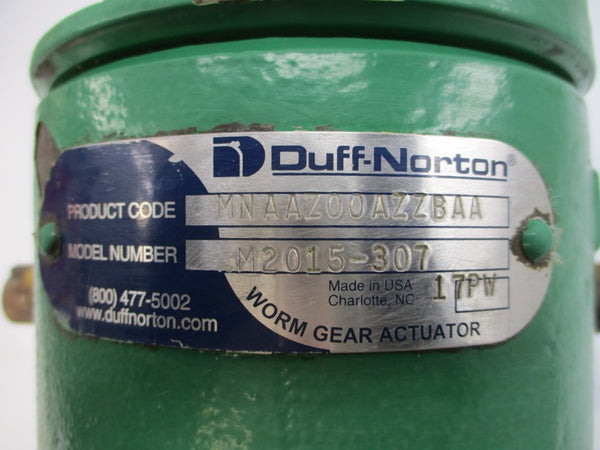 Duff-Norton®
PRODUCT CODE MNAAZ00AZZBAA
MODEL NUMBER M2015-307
(800) 477-5002
www.duffnorton.com
Made in USA
Charlotte, NC
17PW
WORM GEAR ACTUATOR